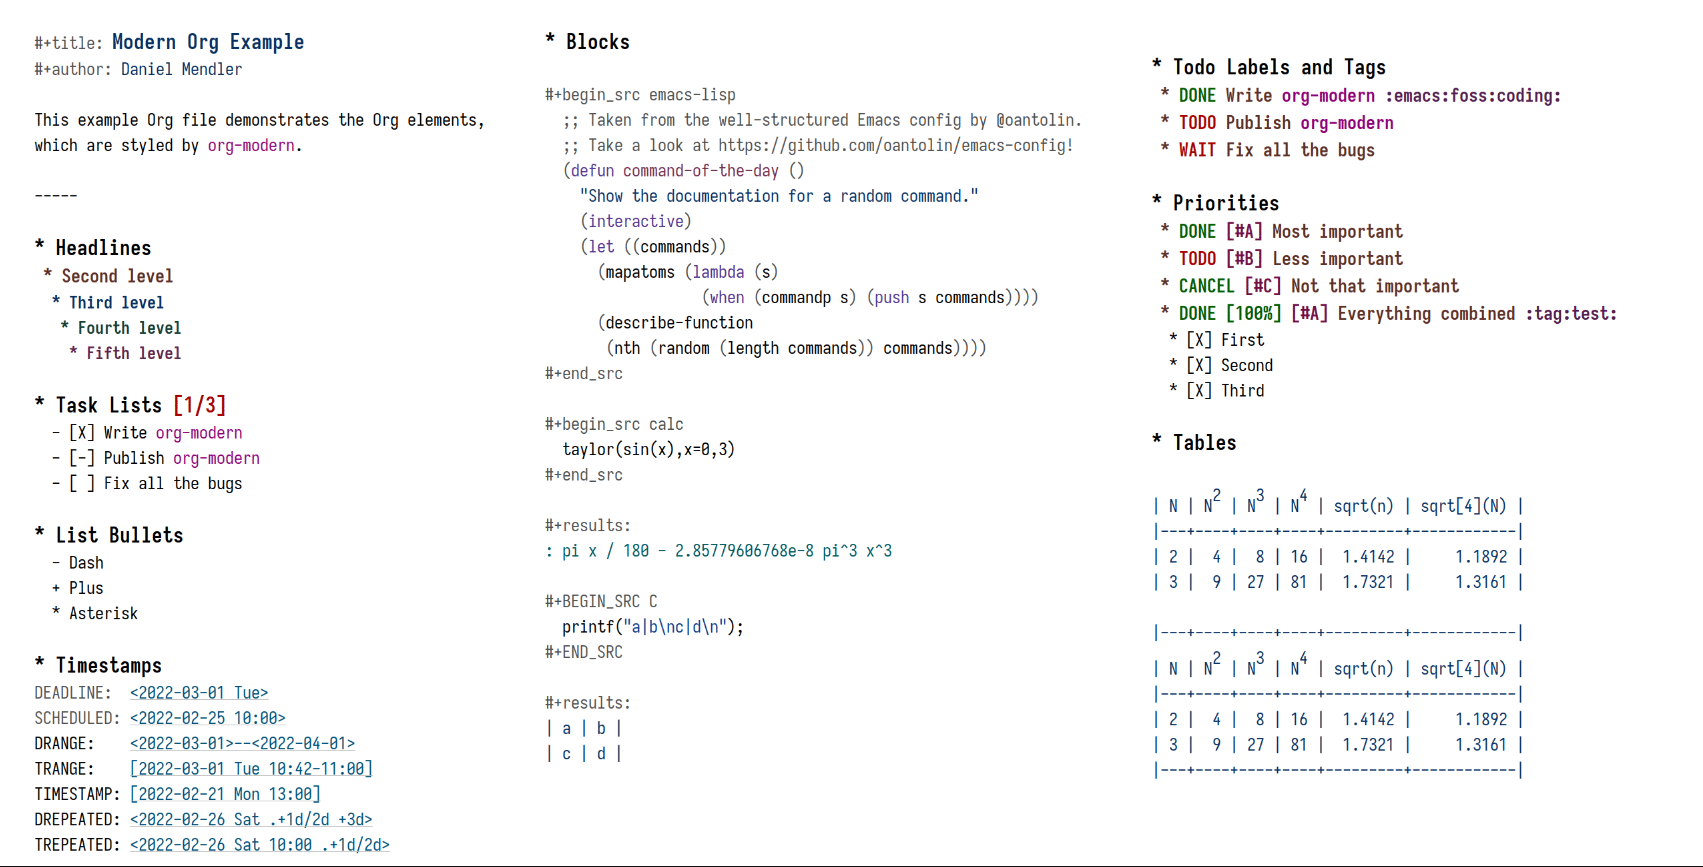 #+title: Modern Org Example
#+author: Daniel Mendler

This example Org file demonstrates the Org elements,
which are styled by org-modern.

-----

* Headlines
 * Second level
  * Third level
   * Fourth level
    * Fifth level

* Task Lists [1/3]
  - [X] Write org-modern
  - [-] Publish org-modern
  - [ ] Fix all the bugs

* List Bullets
  - Dash
  + Plus
  * Asterisk

* Timestamps
DEADLINE:  <2022-03-01 Tue>
SCHEDULED: <2022-02-25 10:00>
DRANGE:    <2022-03-01>--<2022-04-01>
TRANGE:    [2022-03-01 Tue 10:42-11:00]
TIMESTAMP: [2022-02-21 Mon 13:00]
DREPEATED: <2022-02-26 Sat .+1d/2d +3d>
TREPEATED: <2022-02-26 Sat 10:00 .+1d/2d>

* Blocks

#+begin_src emacs-lisp
  ;; Taken from the well-structured Emacs config by @oantolin.
  ;; Take a look at https://github.com/oantolin/emacs-config!
  (defun command-of-the-day ()
    "Show the documentation for a random command."
    (interactive)
    (let ((commands))
      (mapatoms (lambda (s)
                  (when (commandp s) (push s commands))))
      (describe-function
       (nth (random (length commands)) commands))))
#+end_src

#+begin_src calc
  taylor(sin(x),x=0,3)
#+end_src

#+results:
: pi x / 180 - 2.85779606768e-8 pi^3 x^3

#+BEGIN_SRC C
  printf("a|b\nc|d\n");
#+END_SRC

#+results:
| a | b |
| c | d |

* Todo Labels and Tags
 * DONE Write org-modern :emacs:foss:coding:
 * TODO Publish org-modern
 * WAIT Fix all the bugs

* Priorities
 * DONE [#A] Most important
 * TODO [#B] Less important
 * CANCEL [#C] Not that important
 * DONE [100%] [#A] Everything combined :tag:test:
  * [X] First
  * [X] Second
  * [X] Third

* Tables

| N | N² | N³ | N⁴ | sqrt(n) | sqrt[4](N) |
|---+----+----+----+---------+------------|
| 2 |  4 |  8 | 16 |  1.4142 |     1.1892 |
| 3 |  9 | 27 | 81 |  1.7321 |     1.3161 |

|---+----+----+----+---------+------------|
| N | N² | N³ | N⁴ | sqrt(n) | sqrt[4](N) |
|---+----+----+----+---------+------------|
| 2 |  4 |  8 | 16 |  1.4142 |     1.1892 |
| 3 |  9 | 27 | 81 |  1.7321 |     1.3161 |
|---+----+----+----+---------+------------|